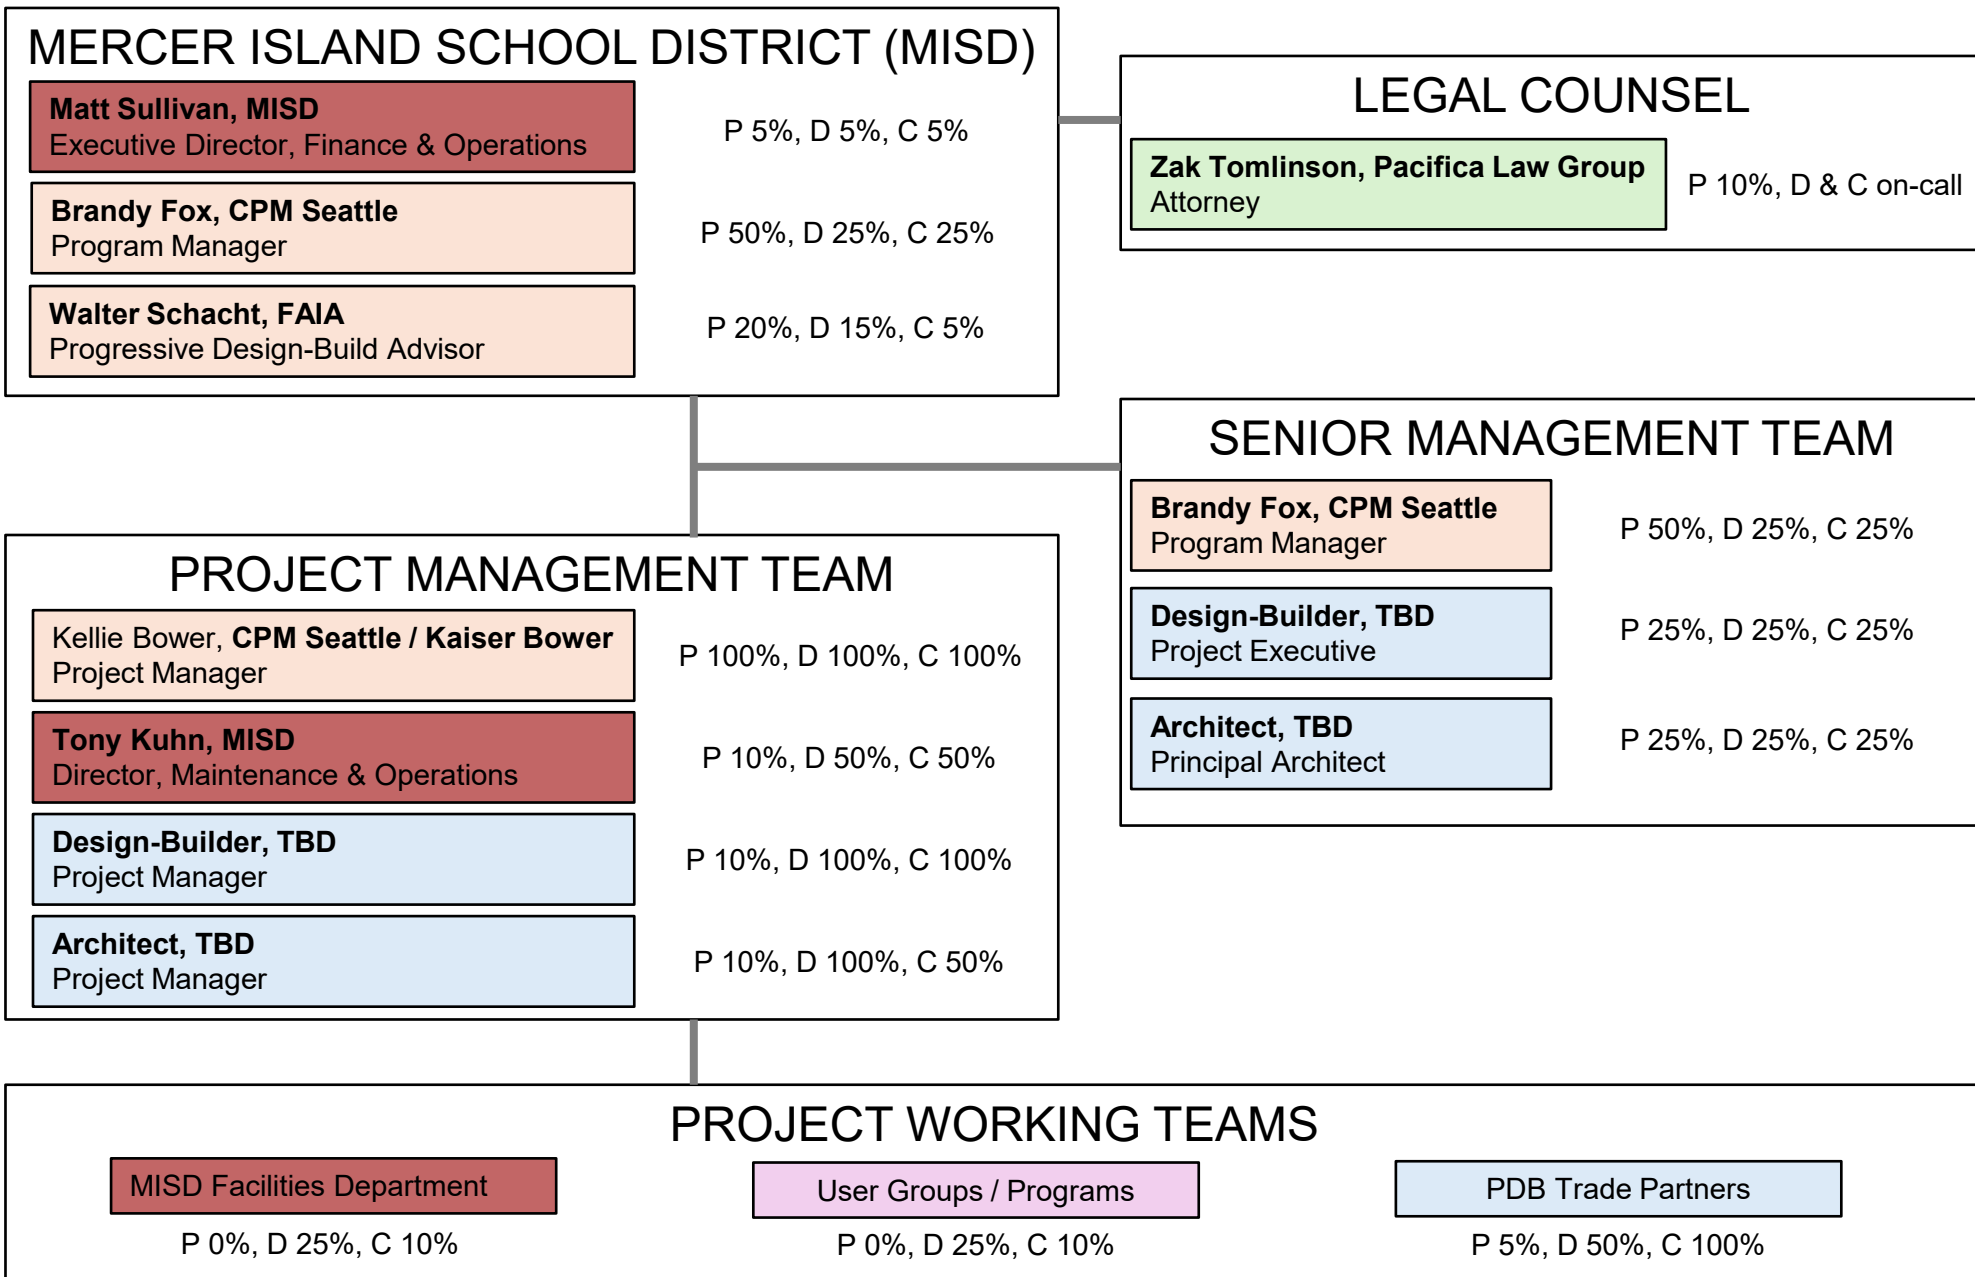 MERCER ISLAND SCHOOL DISTRICT (MISD)
Matt Sullivan, MISD
Executive Director, Finance & Operations
P 5%, D 5%, C 5%
Brandy Fox, CPM Seattle
Program Manager
P 50%, D 25%, C 25%
Walter Schacht, FAIA
Progressive Design-Build Advisor
P 20%, D 15%, C 5%
LEGAL COUNSEL
Zak Tomlinson, Pacifica Law Group
Attorney
P 10%, D & C on-call
SENIOR MANAGEMENT TEAM
Brandy Fox, CPM Seattle
Program Manager
P 50%, D 25%, C 25%
Design-Builder, TBD
Project Executive
P 25%, D 25%, C 25%
Architect, TBD
Principal Architect
P 25%, D 25%, C 25%
PROJECT MANAGEMENT TEAM
Kellie Bower, CPM Seattle / Kaiser Bower
Project Manager
P 100%, D 100%, C 100%
Tony Kuhn, MISD
Director, Maintenance & Operations
P 10%, D 50%, C 50%
Design-Builder, TBD
Project Manager
P 10%, D 100%, C 100%
Architect, TBD
Project Manager
P 10%, D 100%, C 50%
PROJECT WORKING TEAMS
MISD Facilities Department
P 0%, D 25%, C 10%
User Groups / Programs
P 0%, D 25%, C 10%
PDB Trade Partners
P 5%, D 50%, C 100%